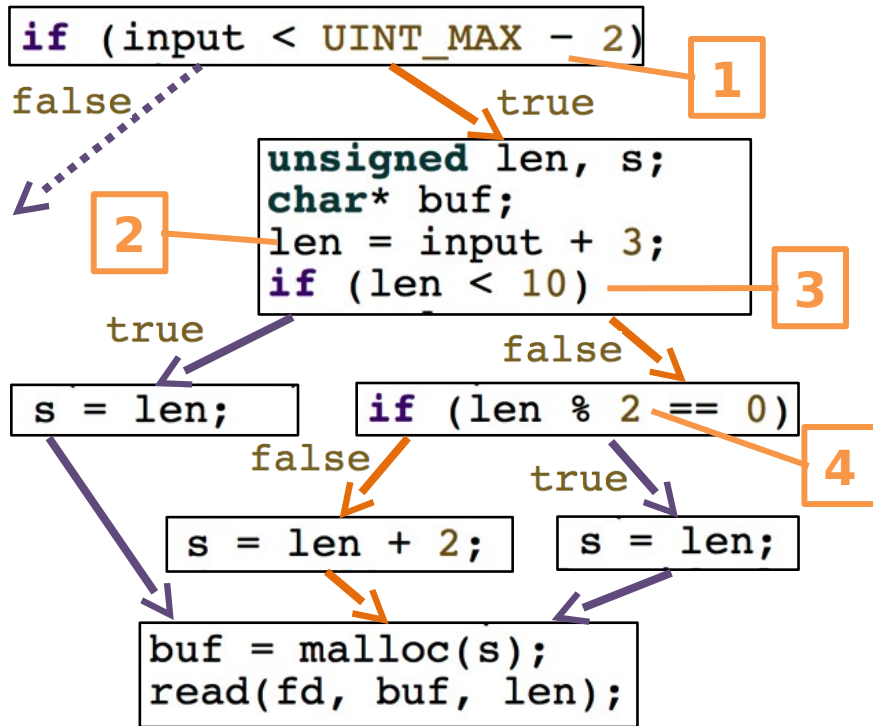 if (input < UINT_MAX - 2)
1
false
true
unsigned len, s;
char* buf;
2
len = input + 3;
if (len < 10)
3
true
false
s = len;
if (len % 2 == 0)
false
true
4
s = len + 2;
s = len;
buf = malloc(s);
read(fd, buf, len);